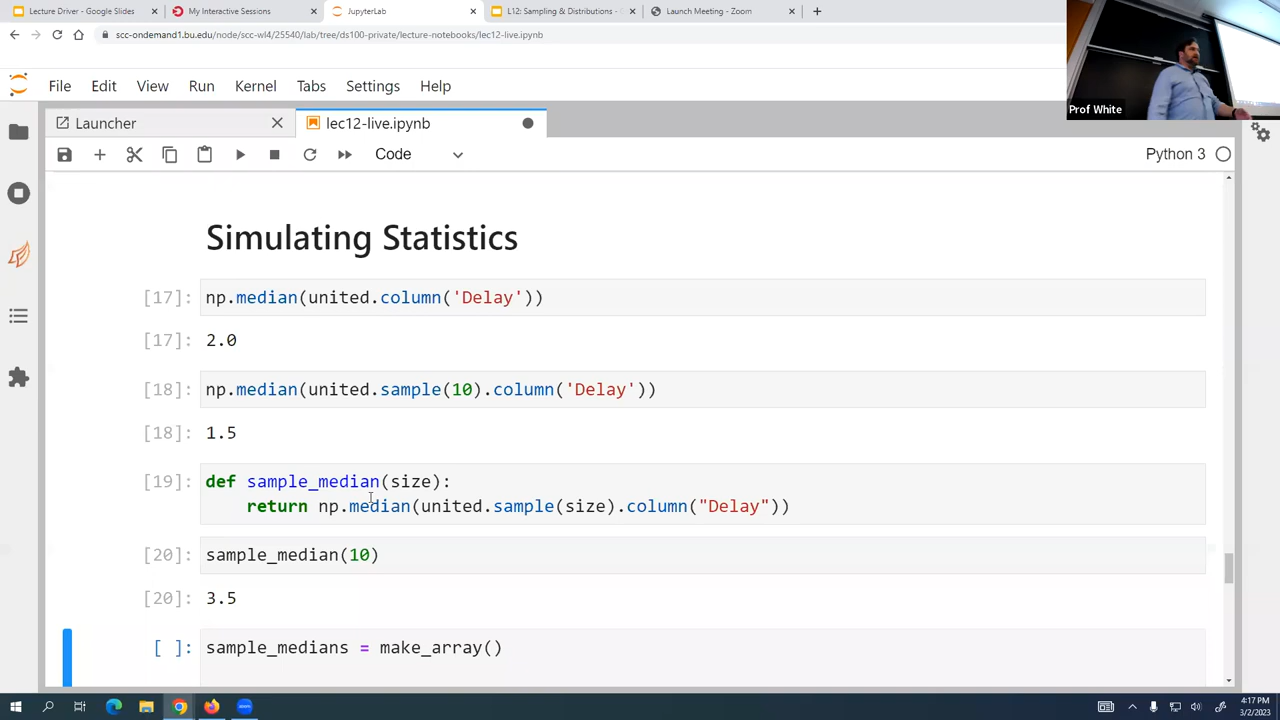 Lecture Driver - Google Slides
My Interactive Sessions
JupyterLab
L12: Sampling & Distributions -
Launch Meeting - Zoom
scc-ondemand1.bu.edu/node/scc-wl4/25540/lab/tree/ds100-private/lecture-notebooks/lec12-live.ipynb
Prof White
File Edit View Run Kernel Tabs Settings Help
Launcher
lec12-live.ipynb
Code
Python 3
Simulating Statistics
[17]: np.median(united.column('Delay'))
[17]: 2.0
[18]: np.median(united.sample(10).column('Delay'))
[18]: 1.5
[19]: def sample_median(size):
return np.median(united.sample(size).column("Delay"))
[20]: sample_median(10)
[20]: 3.5
[ ]: sample_medians = make_array()
4:17 PM
3/2/2023